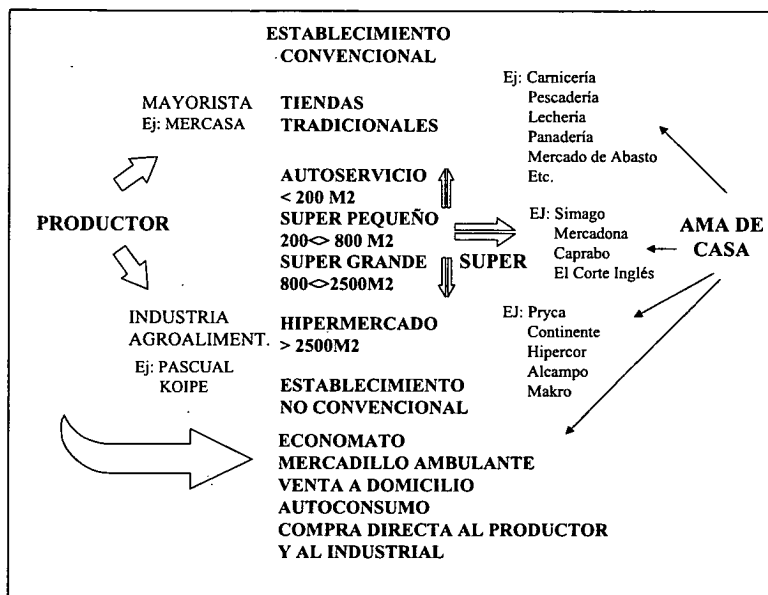 ESTABLECIMIENTO
CONVENCIONAL
MAYORISTA
Ej: MERCASA
TIENDAS
TRADICIONALES
Ej: Carnicería
Pescadería
Lechería
Panadería
Mercado de Abasto
Etc.
PRODUCTOR
AUTOSERVICIO
< 200 M2
SUPER PEQUEÑO
200<> 800 M2
SUPER GRANDE
800<>2500M2
SUPER
EJ: Simago
Mercadona
Caprabo
El Corte Inglés
AMA DE
CASA
INDUSTRIA
AGROALIMENT.
Ej: PASCUAL
KOIPE
HIPERMERCADO
> 2500M2
EJ: Pryca
Continente
Hipercor
Alcampo
Makro
ESTABLECIMIENTO
NO CONVENCIONAL
ECONOMATO
MERCADILLO AMBULANTE
VENTA A DOMICILIO
AUTOCONSUMO
COMPRA DIRECTA AL PRODUCTOR
Y AL INDUSTRIAL